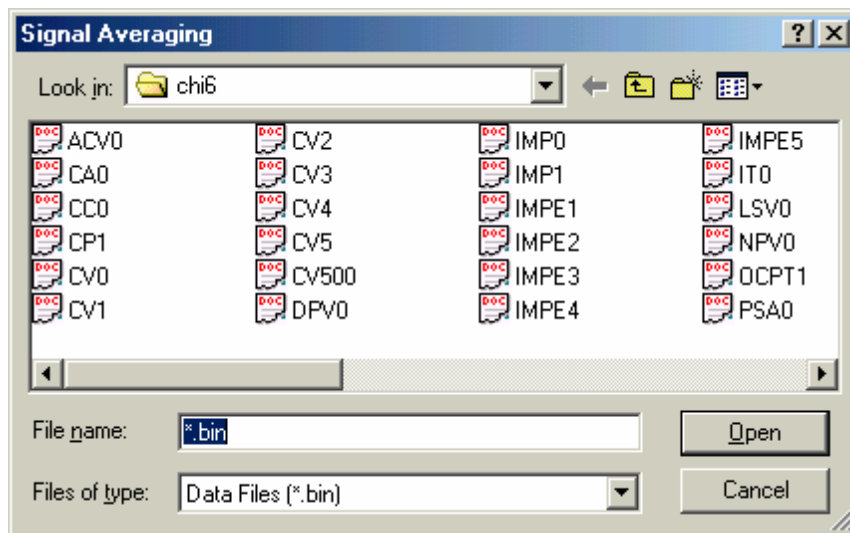 Signal Averaging
Look in: chi6
ACV0 CV2 IMP0 IMPE5
CA0 CV3 IMP1 IT0
CC0 CV4 IMPE1 LSV0
CP1 CV5 IMPE2 NPV0
CV0 CV500 IMPE3 OCPT1
CV1 DPV0 IMPE4 PSA0
File name: *.bin Open
Files of type: Data Files (*.bin) Cancel